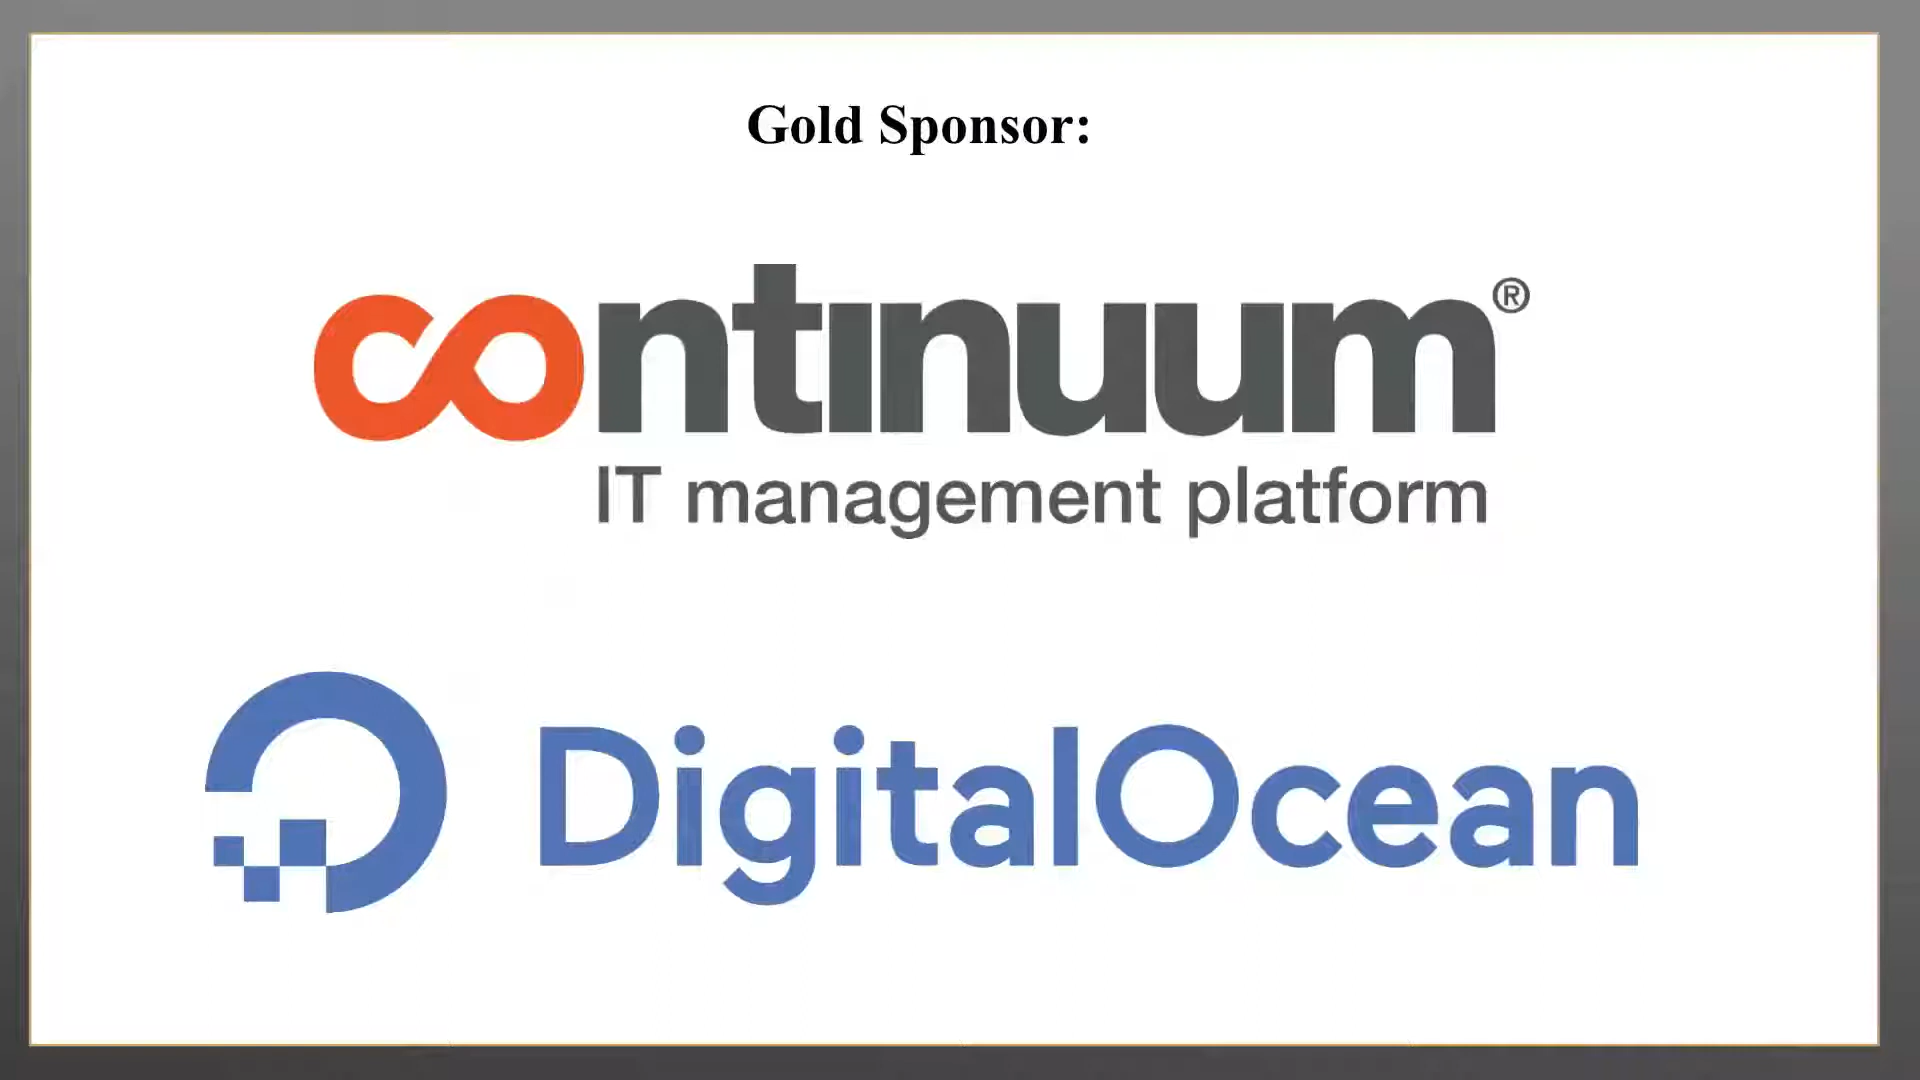 Gold Sponsor:
continuum®
IT management platform
DigitalOcean